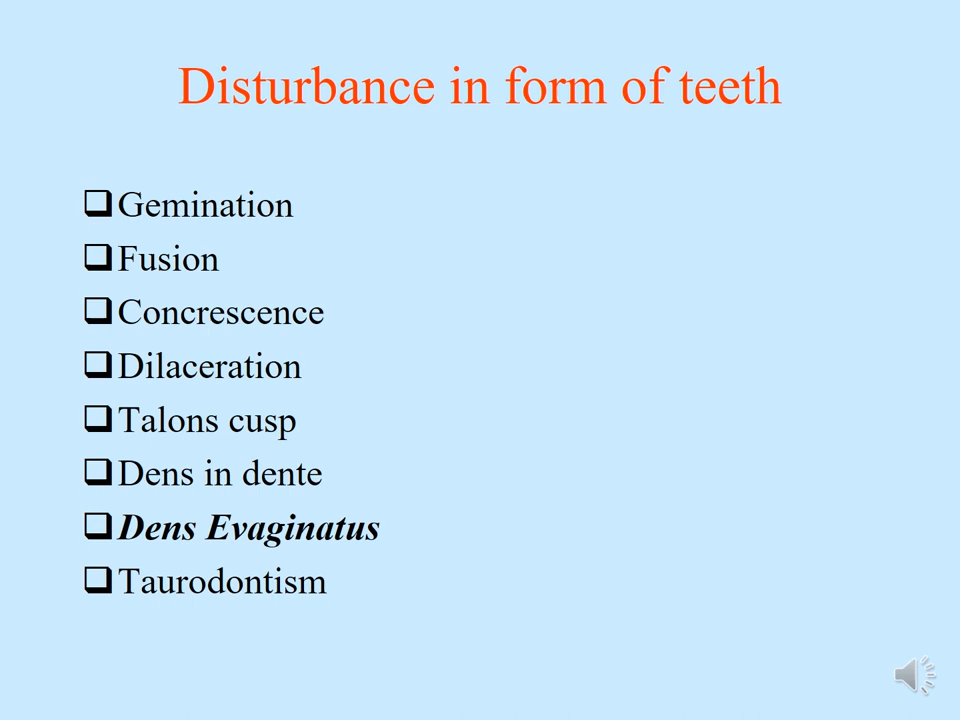 Disturbance in form of teeth
❑Gemination
❑Fusion
❑Concrescence
❑Dilaceration
❑Talons cusp
❑Dens in dente
❑Dens Evaginatus
❑Taurodontism